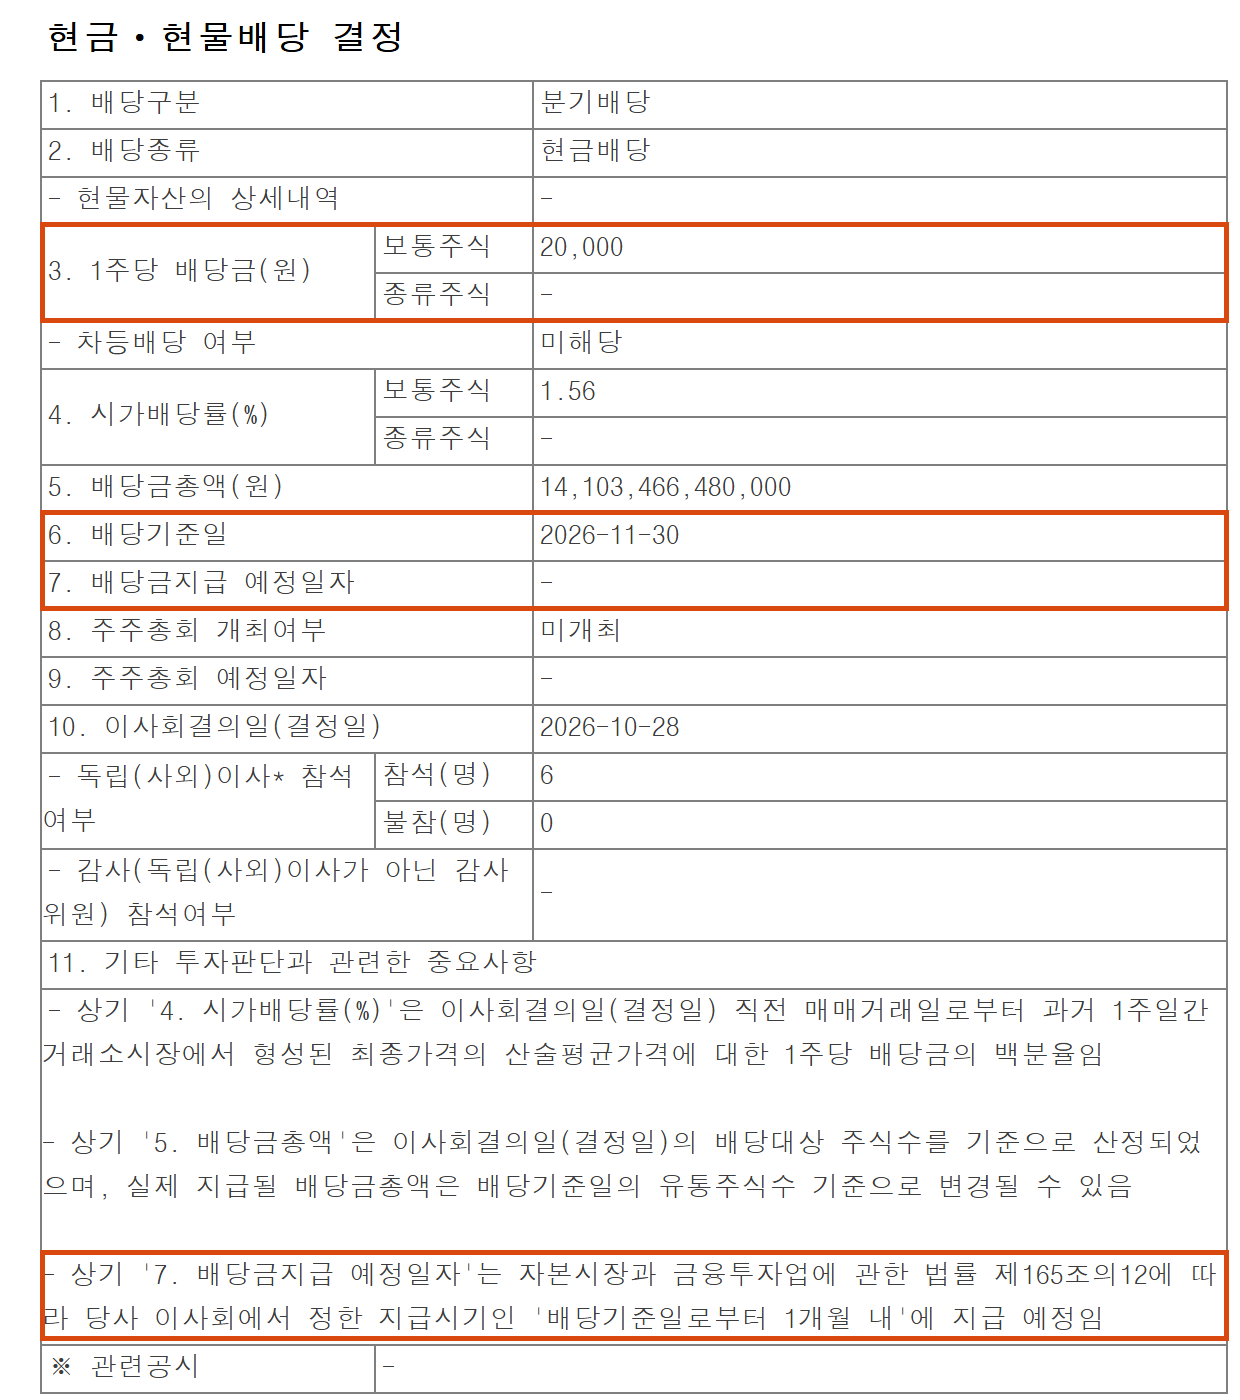 현금ㆍ현물배당 결정
1. 배당구분 분기배당
2. 배당종류 현금배당
- 현물자산의 상세내역 -
3. 1주당 배당금(원) 보통주식 20,000
종류주식 -
- 차등배당 여부 미해당
4. 시가배당률(%) 보통주식 1.56
종류주식 -
5. 배당금총액(원) 14,103,466,480,000
6. 배당기준일 2026-11-30
7. 배당금지급 예정일자 -
8. 주주총회 개최여부 미개최
9. 주주총회 예정일자 -
10. 이사회결의일(결정일) 2026-10-28
- 독립(사외)이사* 참석
여부
참석(명) 6
불참(명) 0
- 감사(독립(사외)이사가 아닌 감사
위원) 참석여부
-
11. 기타 투자판단과 관련한 중요사항
- 상기 '4. 시가배당률(%)'은 이사회결의일(결정일) 직전 매매거래일로부터 과거 1주일간
거래소시장에서 형성된 최종가격의 산술평균가격에 대한 1주당 배당금의 백분율임
- 상기 '5. 배당금총액'은 이사회결의일(결정일)의 배당대상 주식수를 기준으로 산정되었
으며, 실제 지급될 배당금총액은 배당기준일의 유통주식수 기준으로 변경될 수 있음
- 상기 '7. 배당금지급 예정일자'는 자본시장과 금융투자업에 관한 법률 제165조의12에 따
라 당사 이사회에서 정한 지급시기인 '배당기준일로부터 1개월 내'에 지급 예정임
※ 관련공시 -